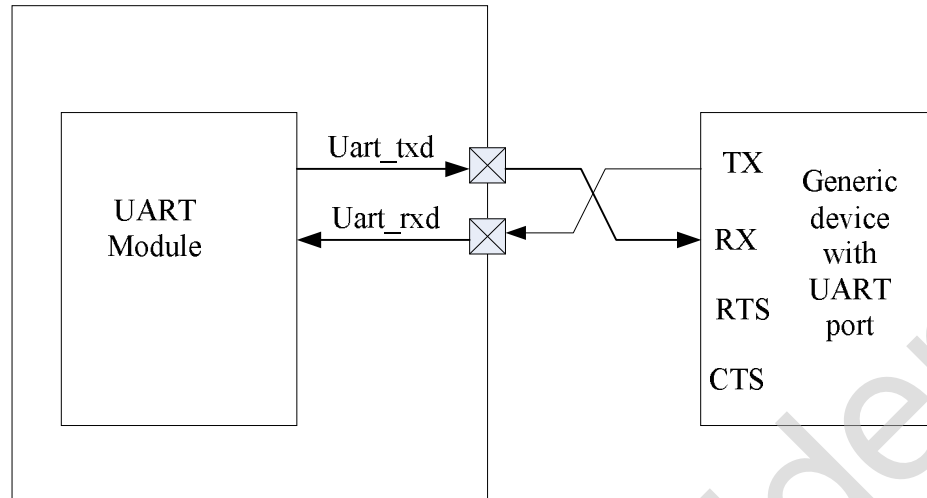 Uart_txd
Uart_rxd
UART
Module
TX
RX
RTS
CTS
Generic
device
with
UART
port